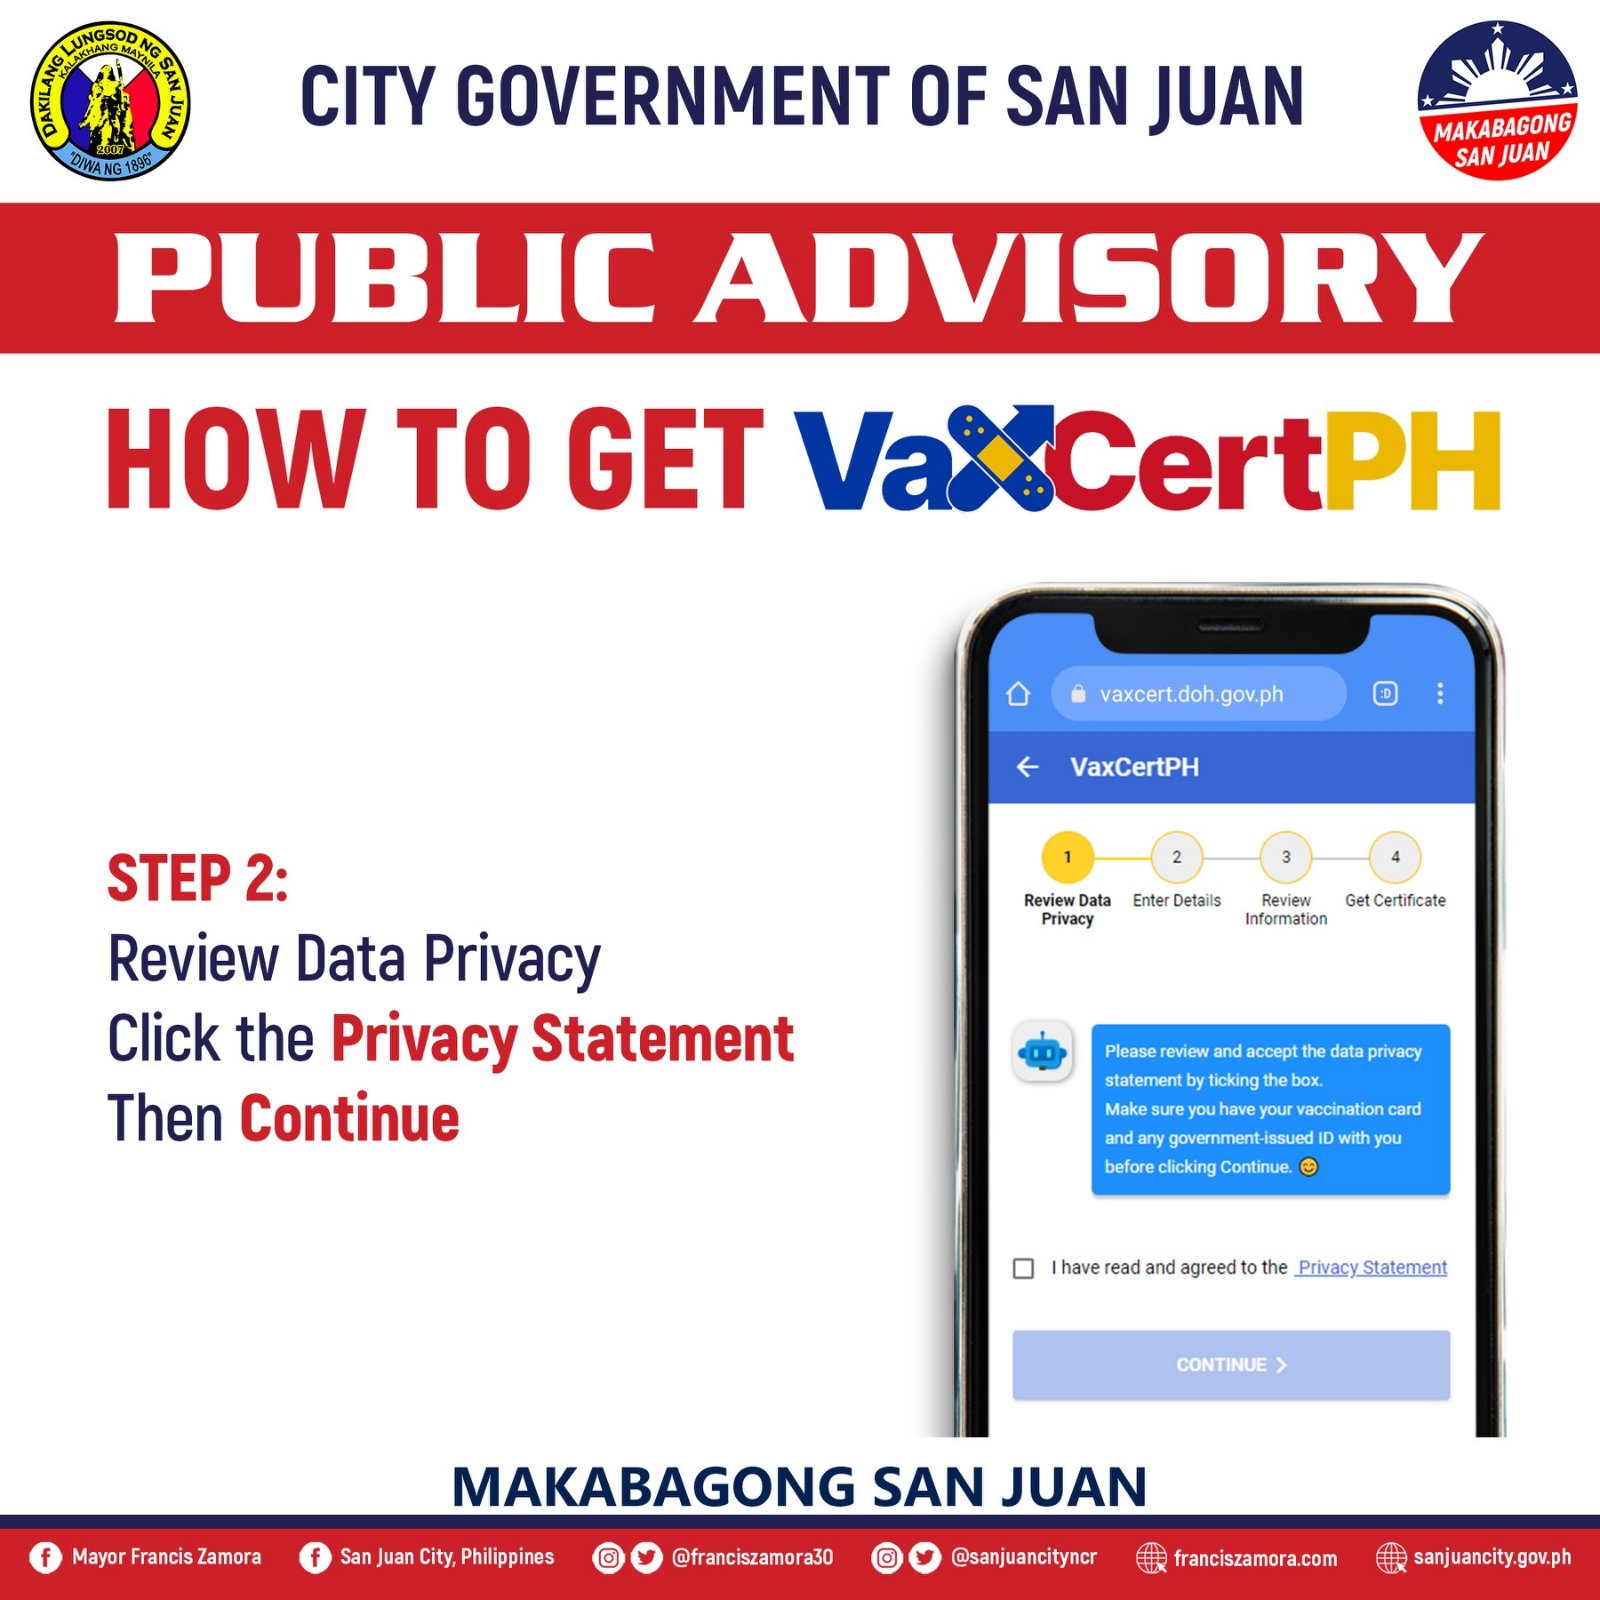 DAKILANG LUNGSOD NG SAN JUAN
KALAKHANG MAYNILA
2007
"DIWA NG 1896"
CITY GOVERNMENT OF SAN JUAN
MAKABAGONG
SAN JUAN
PUBLIC ADVISORY
HOW TO GET VaxCertPH
STEP 2:
Review Data Privacy
Click the Privacy Statement
Then Continue
vaxcert.doh.gov.ph
:D
VaxCertPH
1
2
3
4
Review Data
Privacy
Enter Details
Review
Information
Get Certificate
Please review and accept the data privacy
statement by ticking the box.
Make sure you have your vaccination card
and any government-issued ID with you
before clicking Continue. 😊
I have read and agreed to the Privacy Statement
CONTINUE >
MAKABAGONG SAN JUAN
Mayor Francis Zamora
San Juan City, Philippines
@franciszamora30
@sanjuancityncr
franciszamora.com
sanjuancity.gov.ph